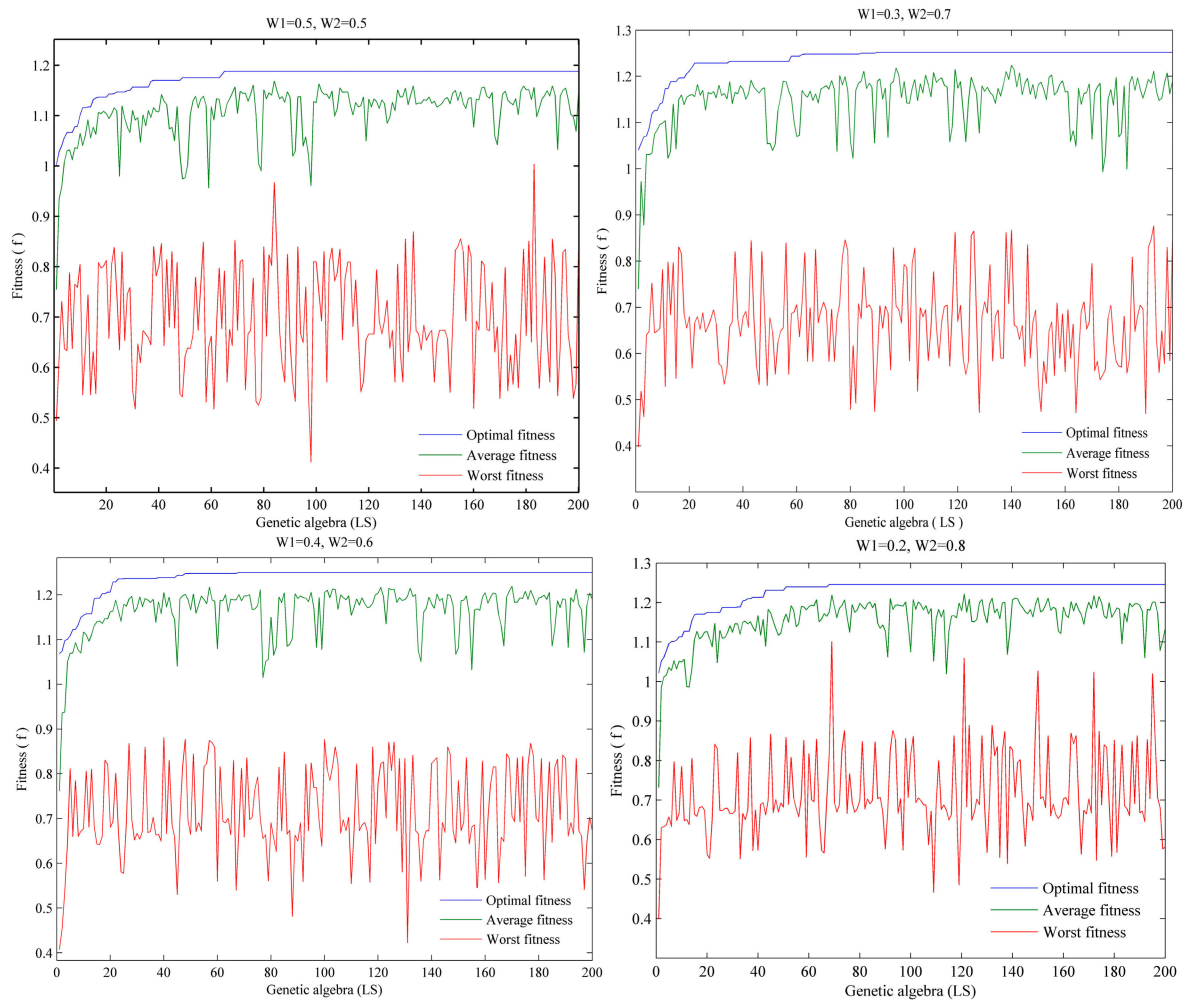 W1=0.5, W2=0.5
1.2
1.1
1
0.9
0.8
0.7
0.6
0.5
0.4
Fitness ( f )
Optimal fitness
Average fitness
Worst fitness
20 40 60 80 100 120 140 160 180 200
Genetic algebra (LS)
W1=0.3, W2=0.7
1.3
1.2
1.1
1
0.9
0.8
0.7
0.6
0.5
0.4
Fitness ( f )
Optimal fitness
Average fitness
Worst fitness
0 20 40 60 80 100 120 140 160 180 200
Genetic algebra ( LS )
W1=0.4, W2=0.6
1.2
1.1
1
0.9
0.8
0.7
0.6
0.5
0.4
Fitness ( f )
Optimal fitness
Average fitness
Worst fitness
0 20 40 60 80 100 120 140 160 180 200
Genetic algebra (LS)
W1=0.2, W2=0.8
1.3
1.2
1.1
1
0.9
0.8
0.7
0.6
0.5
0.4
Fitness ( f )
Optimal fitness
Average fitness
Worst fitness
0 20 40 60 80 100 120 140 160 180 200
Genetic algebra (LS)